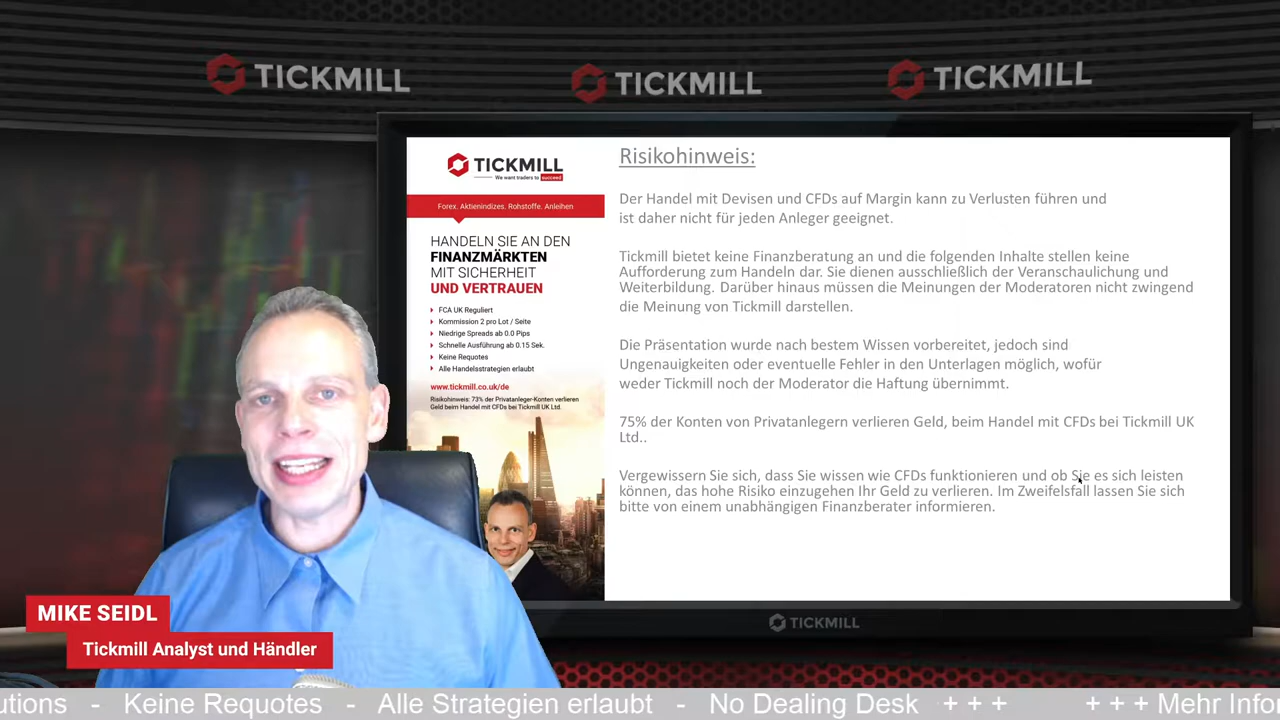 TICKMILL
TICKMILL
TICKMILL
TICKMILL
We want traders to succeed
Forex. Aktienindizes. Rohstoffe. Anleihen
HANDELN SIE AN DEN
FINANZMÄRKTEN
MIT SICHERHEIT
UND VERTRAUEN
FCA UK Reguliert
Kommission 2 pro Lot / Seite
Niedrige Spreads ab 0.0 Pips
Schnelle Ausführung ab 0.15 Sek.
Keine Requotes
Alle Handelsstrategien erlaubt
www.tickmill.co.uk/de
Risikohinweis: 73% der Privatanleger-Konten verlieren
Geld beim Handel mit CFDs bei Tickmill UK Ltd.
Risikohinweis:
Der Handel mit Devisen und CFDs auf Margin kann zu Verlusten führen und
ist daher nicht für jeden Anleger geeignet.
Tickmill bietet keine Finanzberatung an und die folgenden Inhalte stellen keine
Aufforderung zum Handeln dar. Sie dienen ausschließlich der Veranschaulichung und
Weiterbildung. Darüber hinaus müssen die Meinungen der Moderatoren nicht zwingend
die Meinung von Tickmill darstellen.
Die Präsentation wurde nach bestem Wissen vorbereitet, jedoch sind
Ungenauigkeiten oder eventuelle Fehler in den Unterlagen möglich, wofür
weder Tickmill noch der Moderator die Haftung übernimmt.
75% der Konten von Privatanlegern verlieren Geld, beim Handel mit CFDs bei Tickmill UK
Ltd..
Vergewissern Sie sich, dass Sie wissen wie CFDs funktionieren und ob Sie es sich leisten
können, das hohe Risiko einzugehen Ihr Geld zu verlieren. Im Zweifelsfall lassen Sie sich
bitte von einem unabhängigen Finanzberater informieren.
TICKMILL
MIKE SEIDL
Tickmill Analyst und Händler
utions - Keine Requotes - Alle Strategien erlaubt - No Dealing Desk + + + + + + Mehr Infor